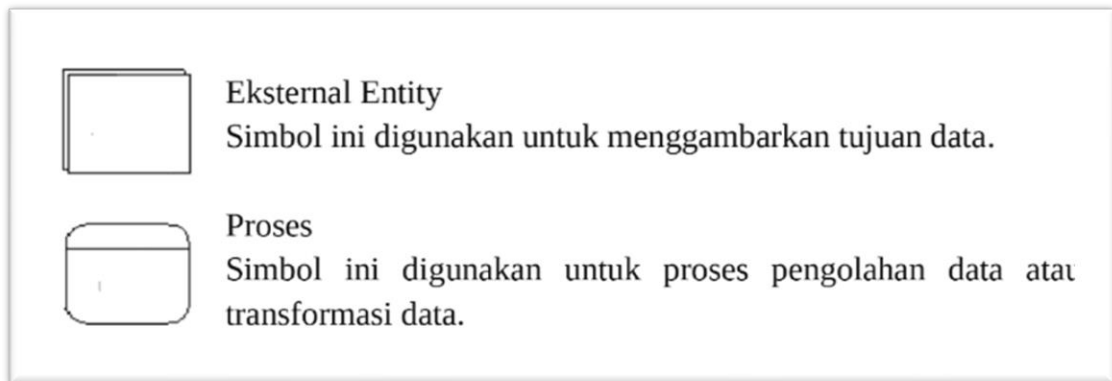 Eksternal Entity
Simbol ini digunakan untuk menggambarkan tujuan data.
Proses
Simbol ini digunakan untuk proses pengolahan data atau
transformasi data.